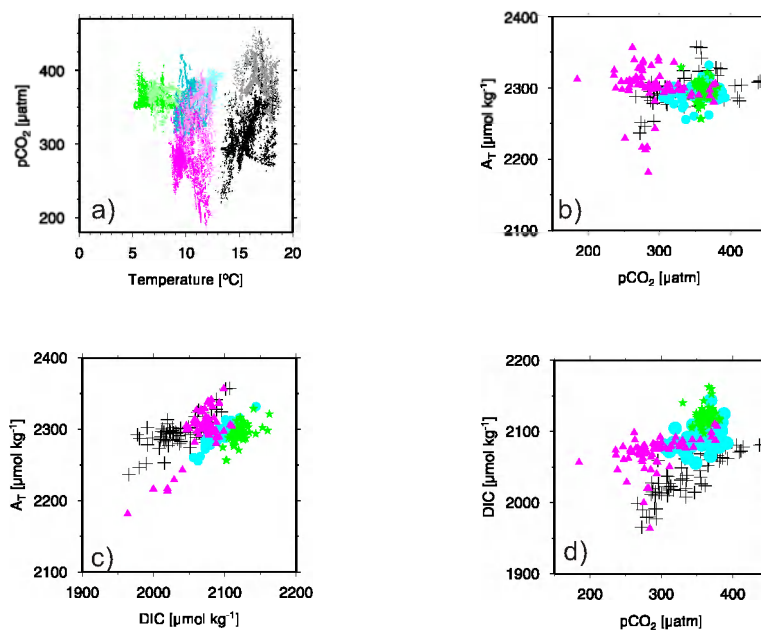 400
300
200
pCO₂ [µatm]
a)
0 5 10 15 20
Temperature [ºC]
2400
2300
2200
2100
A_T [µmol kg⁻¹]
b)
200 300 400
pCO₂ [µatm]
2400
2300
2200
2100
A_T [µmol kg⁻¹]
c)
1900 2000 2100 2200
DIC [µmol kg⁻¹]
2200
2100
2000
1900
DIC [µmol kg⁻¹]
d)
200 300 400
pCO₂ [µatm]